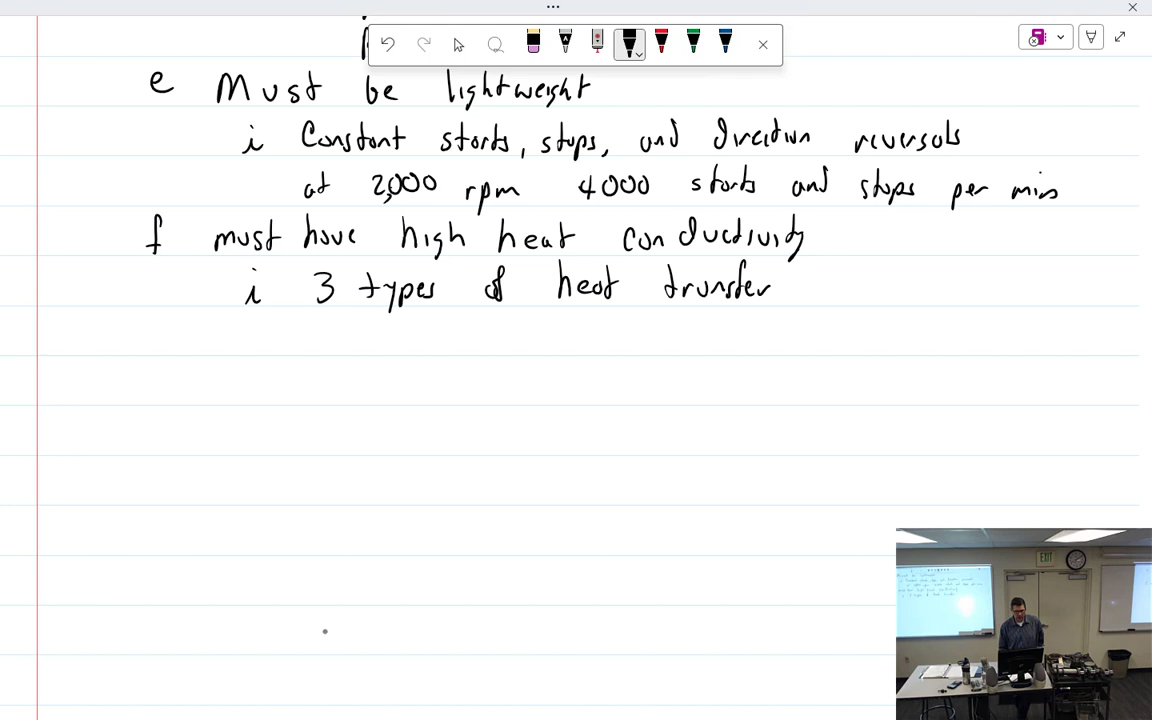 e Must be lightweight
i Constant starts, stops, and direction reversals
at 2,000 rpm 4000 starts and stops per min
f must have high heat conductivity
i 3 types of heat transfer
EXIT